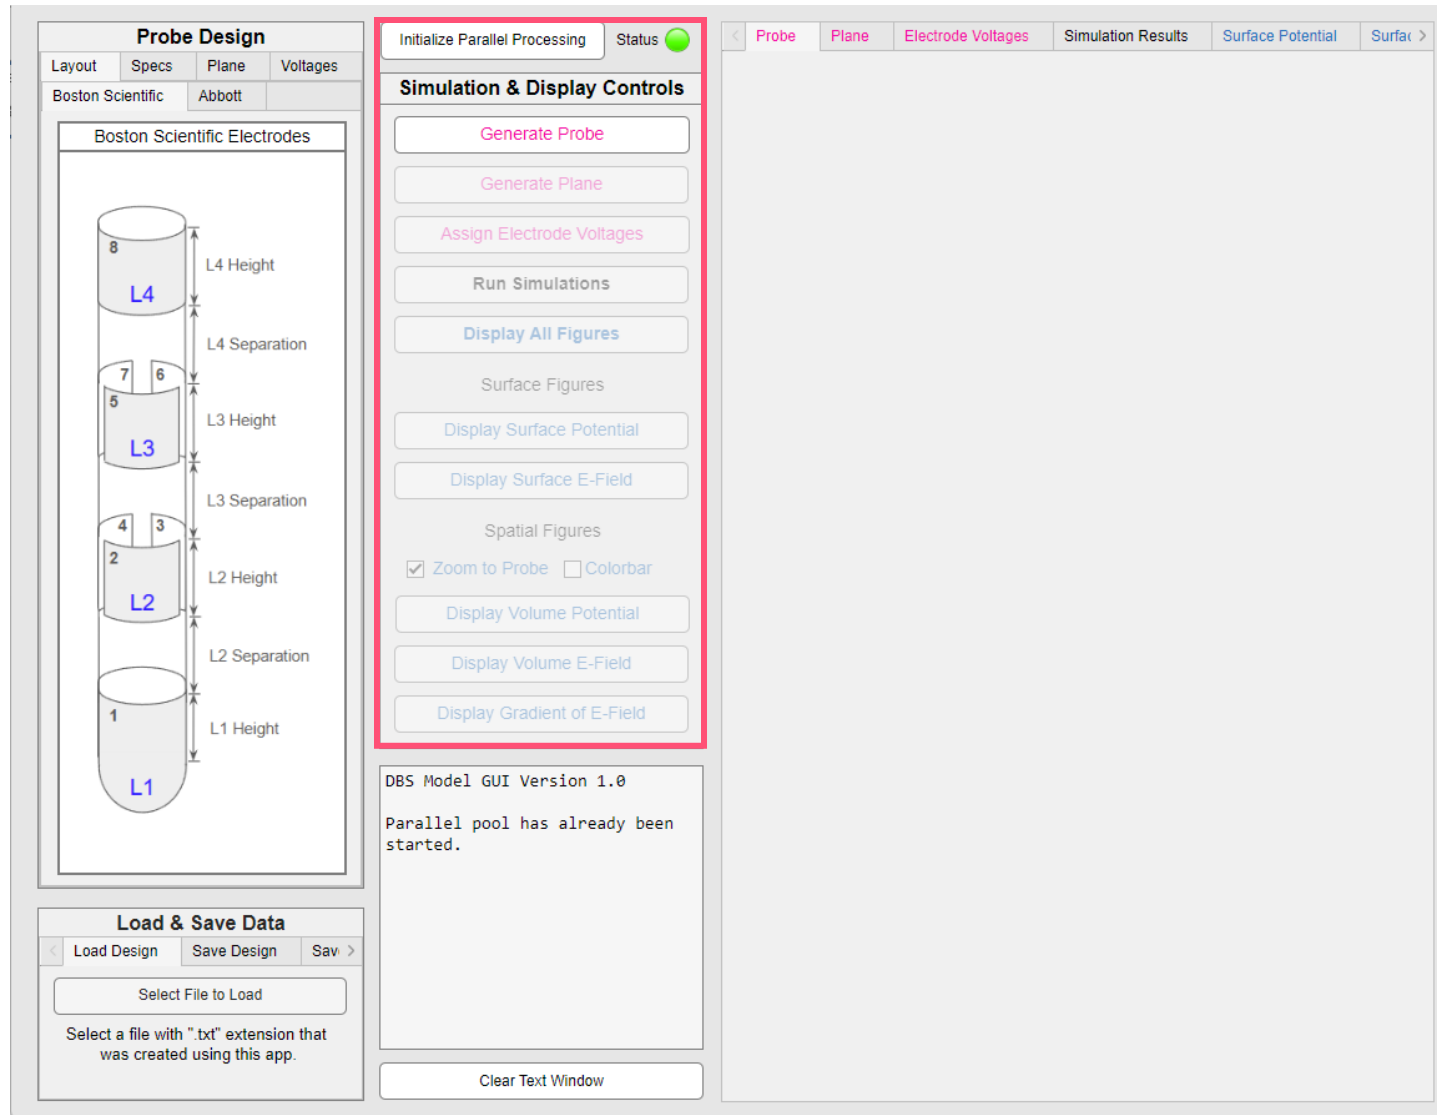 Probe Design
Layout Specs Plane Voltages
Boston Scientific Abbott
Boston Scientific Electrodes
8
L4
L4 Height
L4 Separation
7 6
5
L3
L3 Height
L3 Separation
4 3
2
L2
L2 Height
L2 Separation
1
L1 Height
L1
Load & Save Data
Load Design Save Design
Select File to Load
Select a file with ".txt" extension that
was created using this app.
Initialize Parallel Processing Status
Simulation & Display Controls
Generate Probe
Generate Plane
Assign Electrode Voltages
Run Simulations
Display All Figures
Surface Figures
Display Surface Potential
Display Surface E-Field
Spatial Figures
Zoom to Probe Colorbar
Display Volume Potential
Display Volume E-Field
Display Gradient of E-Field
DBS Model GUI Version 1.0
Parallel pool has already been
started.
Clear Text Window
Probe Plane Electrode Voltages Simulation Results Surface Potential